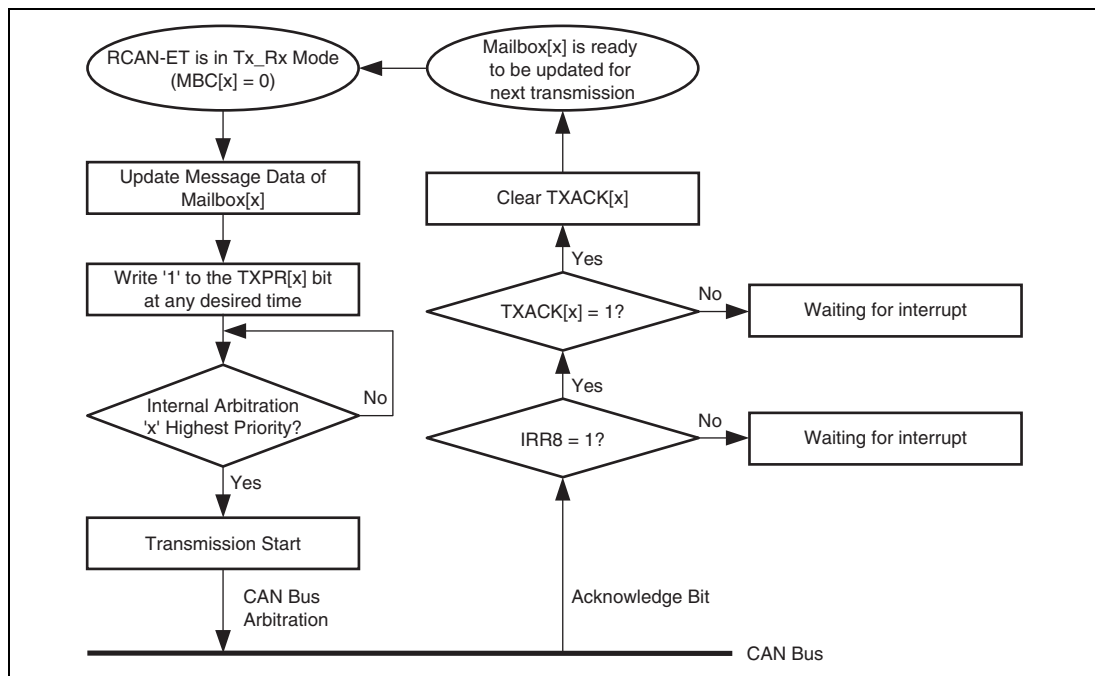 RCAN-ET is in Tx_Rx Mode
(MBC[x] = 0)
Update Message Data of
Mailbox[x]
Write '1' to the TXPR[x] bit
at any desired time
Internal Arbitration
'x' Highest Priority?
No
Yes
Transmission Start
CAN Bus
Arbitration
Mailbox[x] is ready
to be updated for
next transmission
Clear TXACK[x]
Yes
TXACK[x] = 1?
No
Waiting for interrupt
Yes
IRR8 = 1?
No
Waiting for interrupt
Acknowledge Bit
CAN Bus